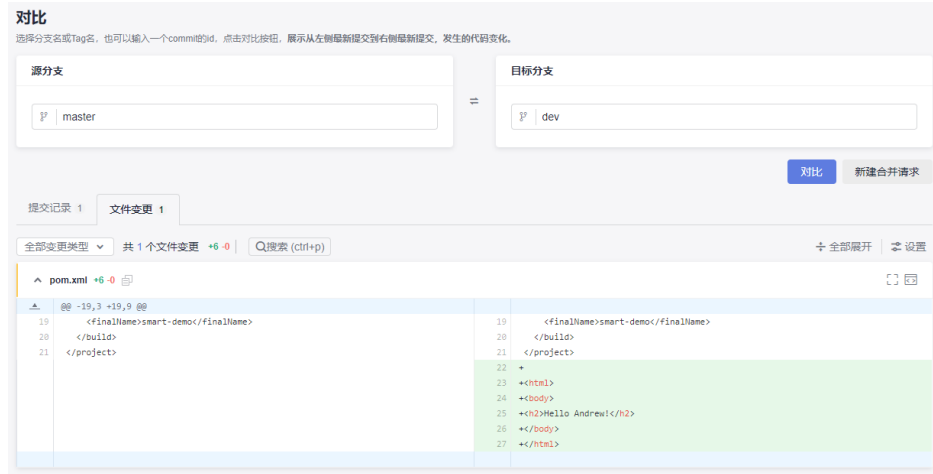 对比
选择分支名或Tag名，也可以输入一个commit的id，点击对比按钮，展示从左侧最新提交到右侧最新提交，发生的代码变化。
源分支
目标分支
master
dev
对比 新建合并请求
提交记录 1 文件变更 1
全部变更类型 共 1 个文件变更 +6 -0 搜索 (ctrl+p) 全部展开 设置
pom.xml +6 -0
@@ -19,3 +19,9 @@
19 <finalName>smart-demo</finalName>
20 </build>
21 </project>
19 <finalName>smart-demo</finalName>
20 </build>
21 </project>
22 +
23 +<html>
24 +<body>
25 +<h2>Hello Andrew!</h2>
26 +</body>
27 +</html>